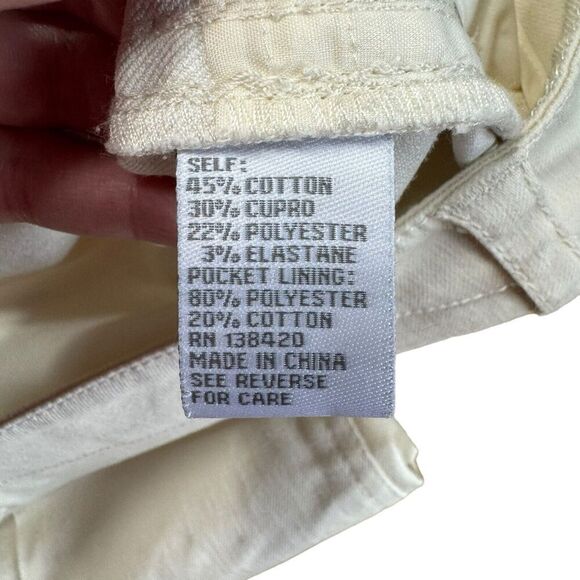 SELF:
45% COTTON
30% CUPRO
22% POLYESTER
3% ELASTANE
POCKET LINING:
80% POLYESTER
20% COTTON
RN 138420
MADE IN CHINA
SEE REVERSE
FOR CARE